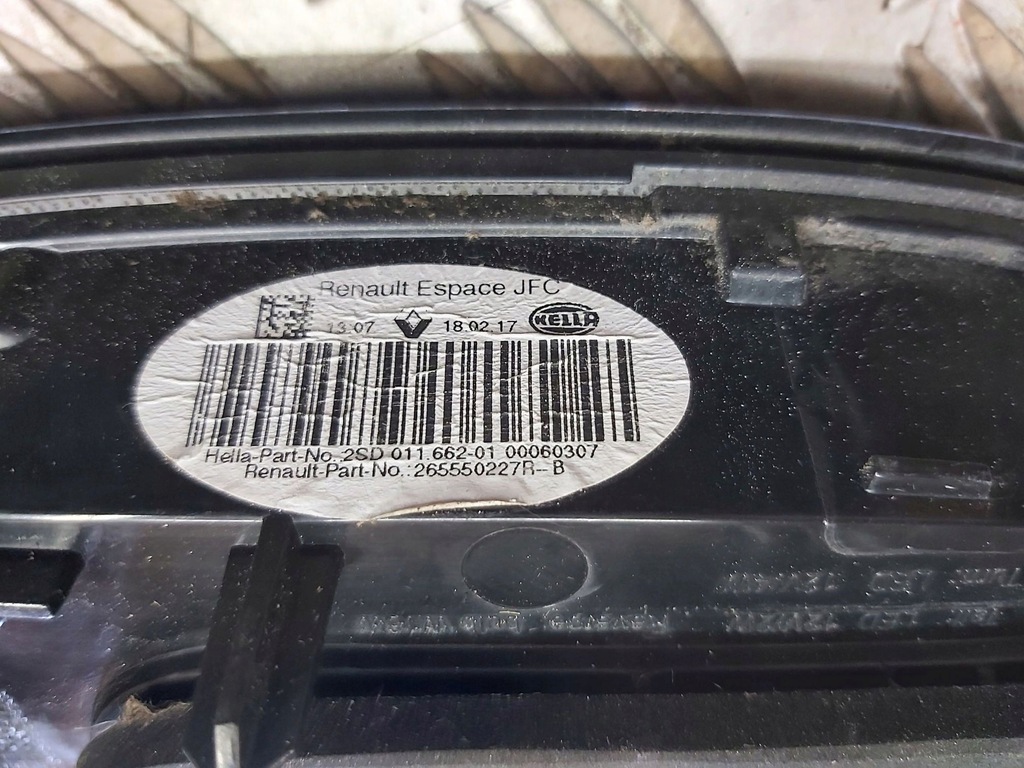 Renault Espace JFC
13:07 18.02.17 HELLA
Hella-Part-No. 2SD 011.662-01 00060307
Renault-Part-No.: 265550227R--B